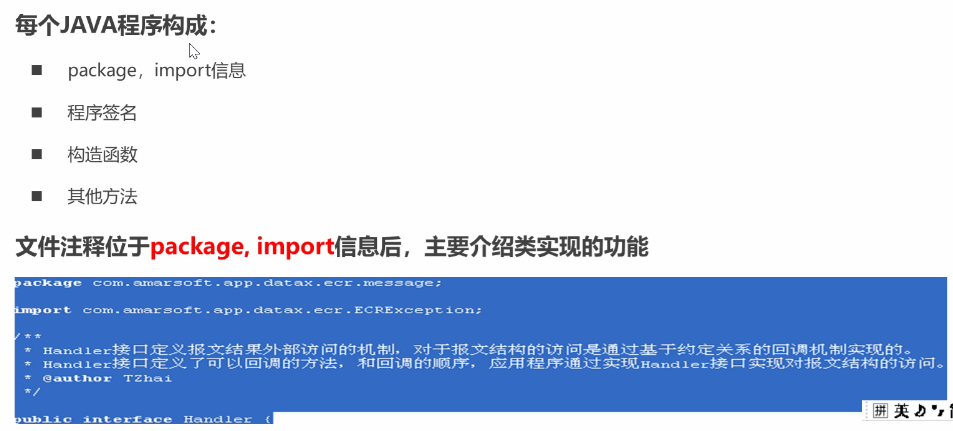 每个JAVA程序构成：
■ package，import信息
■ 程序签名
■ 构造函数
■ 其他方法
文件注释位于package, import信息后，主要介绍类实现的功能
package com.amarsoft.app.datax.ecr.message;
import com.amarsoft.app.datax.ecr.ECRException;
/**
* Handler接口定义报文结果外部访问的机制，对于报文结构的访问是通过基于约定关系的回调机制实现的。
* Handler接口定义了可以回调的方法，和回调的顺序，应用程序通过实现Handler接口实现对报文结构的访问。
* @author TZhai
*/
public interface Handler {
拼 英